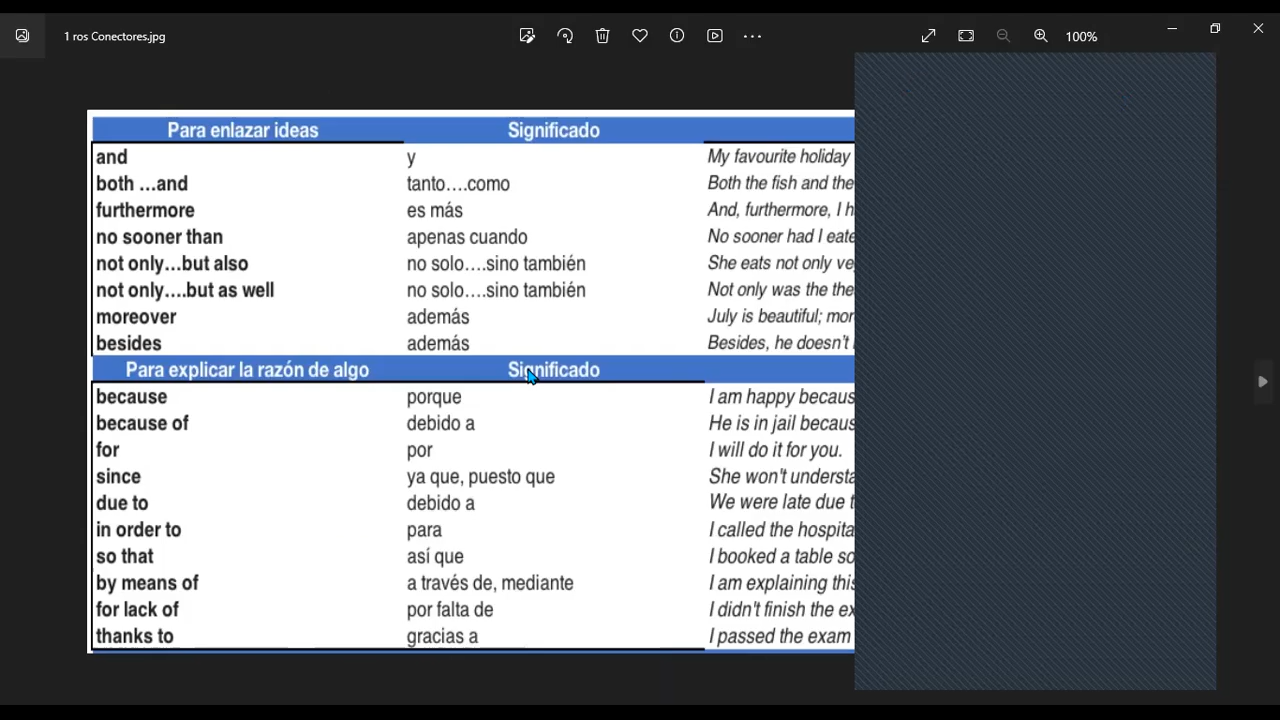 1 ros Conectores.jpg
100%
Para enlazar ideas Significado
and y My favourite holiday
both ...and tanto....como Both the fish and the
furthermore es más And, furthermore, I h
no sooner than apenas cuando No sooner had I eate
not only...but also no solo....sino también She eats not only ve
not only....but as well no solo....sino también Not only was the the
moreover además July is beautiful; mor
besides además Besides, he doesn't
Para explicar la razón de algo Significado
because porque I am happy becaus
because of debido a He is in jail becaus
for por I will do it for you.
since ya que, puesto que She won't understa
due to debido a We were late due t
in order to para I called the hospita
so that así que I booked a table so
by means of a través de, mediante I am explaining this
for lack of por falta de I didn't finish the ex
thanks to gracias a I passed the exam